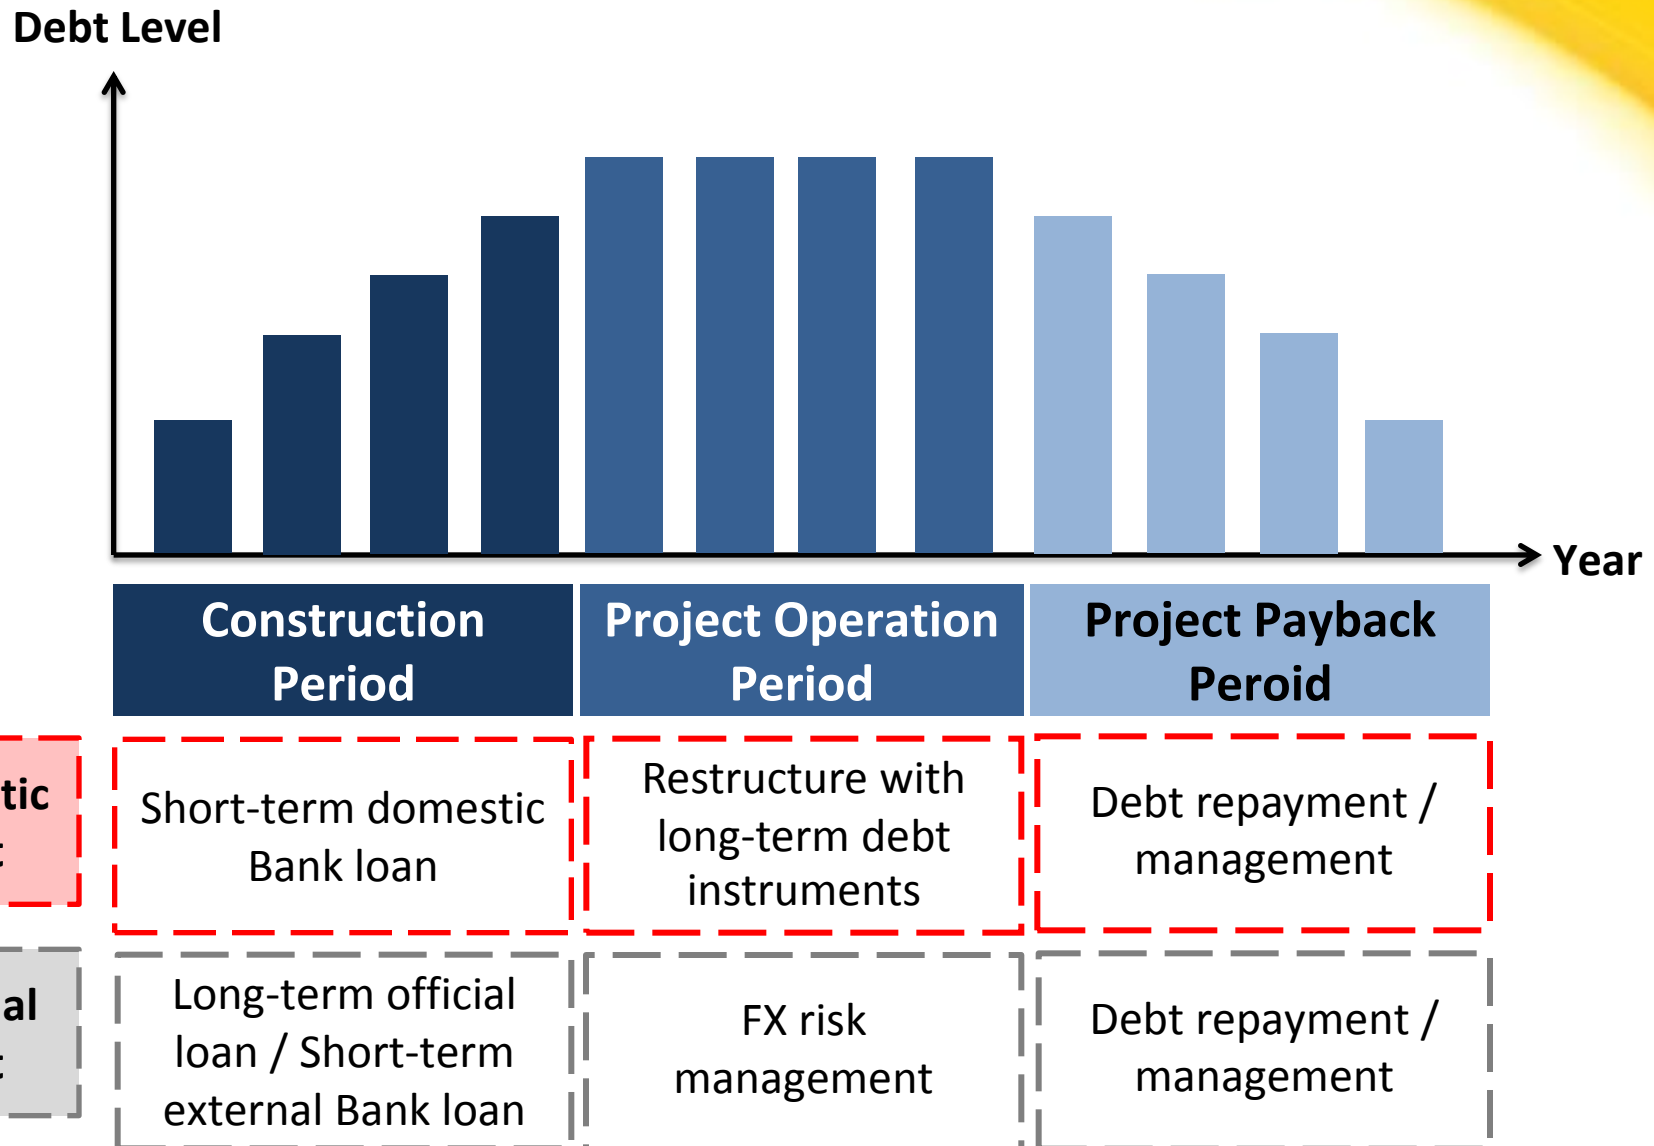 Debt Level
Year
Construction
Period
Project Operation
Period
Project Payback
Peroid
Short-term domestic
Bank loan
Restructure with
long-term debt
instruments
Debt repayment /
management
Long-term official
loan / Short-term
external Bank loan
FX risk
management
Debt repayment /
management